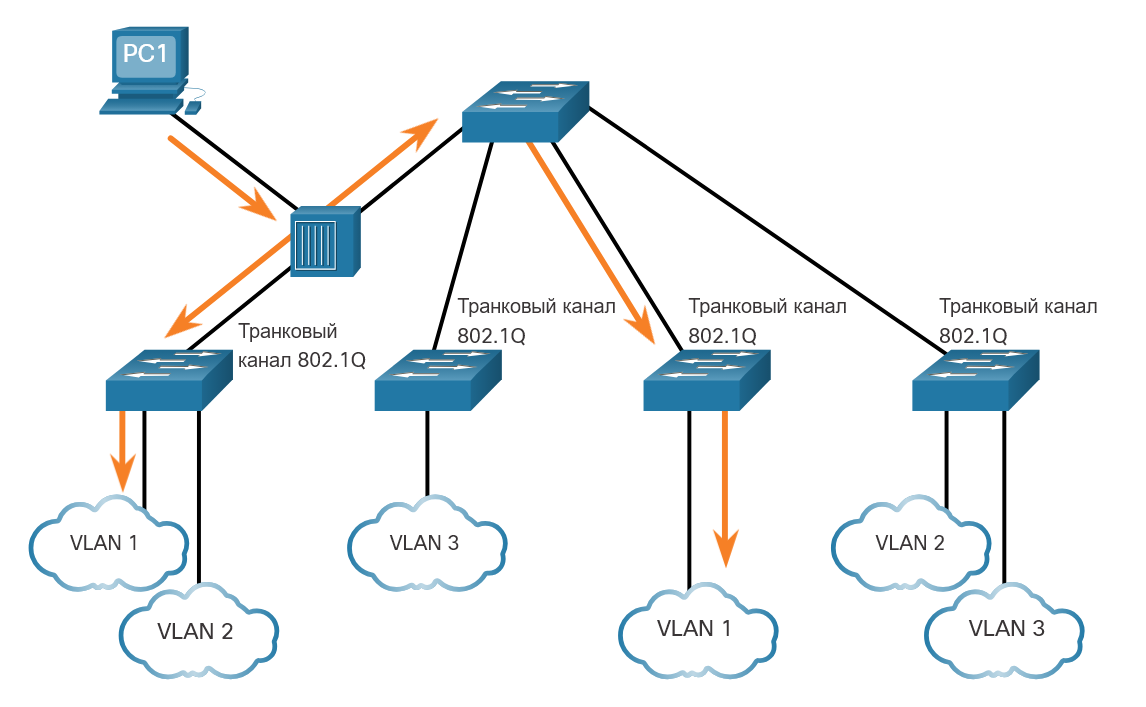 PC1
Транковый канал
802.1Q
Транковый канал
802.1Q
Транковый канал
802.1Q
Транковый
канал 802.1Q
VLAN 1
VLAN 3
VLAN 2
VLAN 2
VLAN 1
VLAN 3